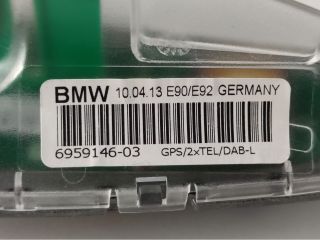 BMW 10.04.13 E90/E92 GERMANY
6959146-03 GPS/2xTEL/DAB-L